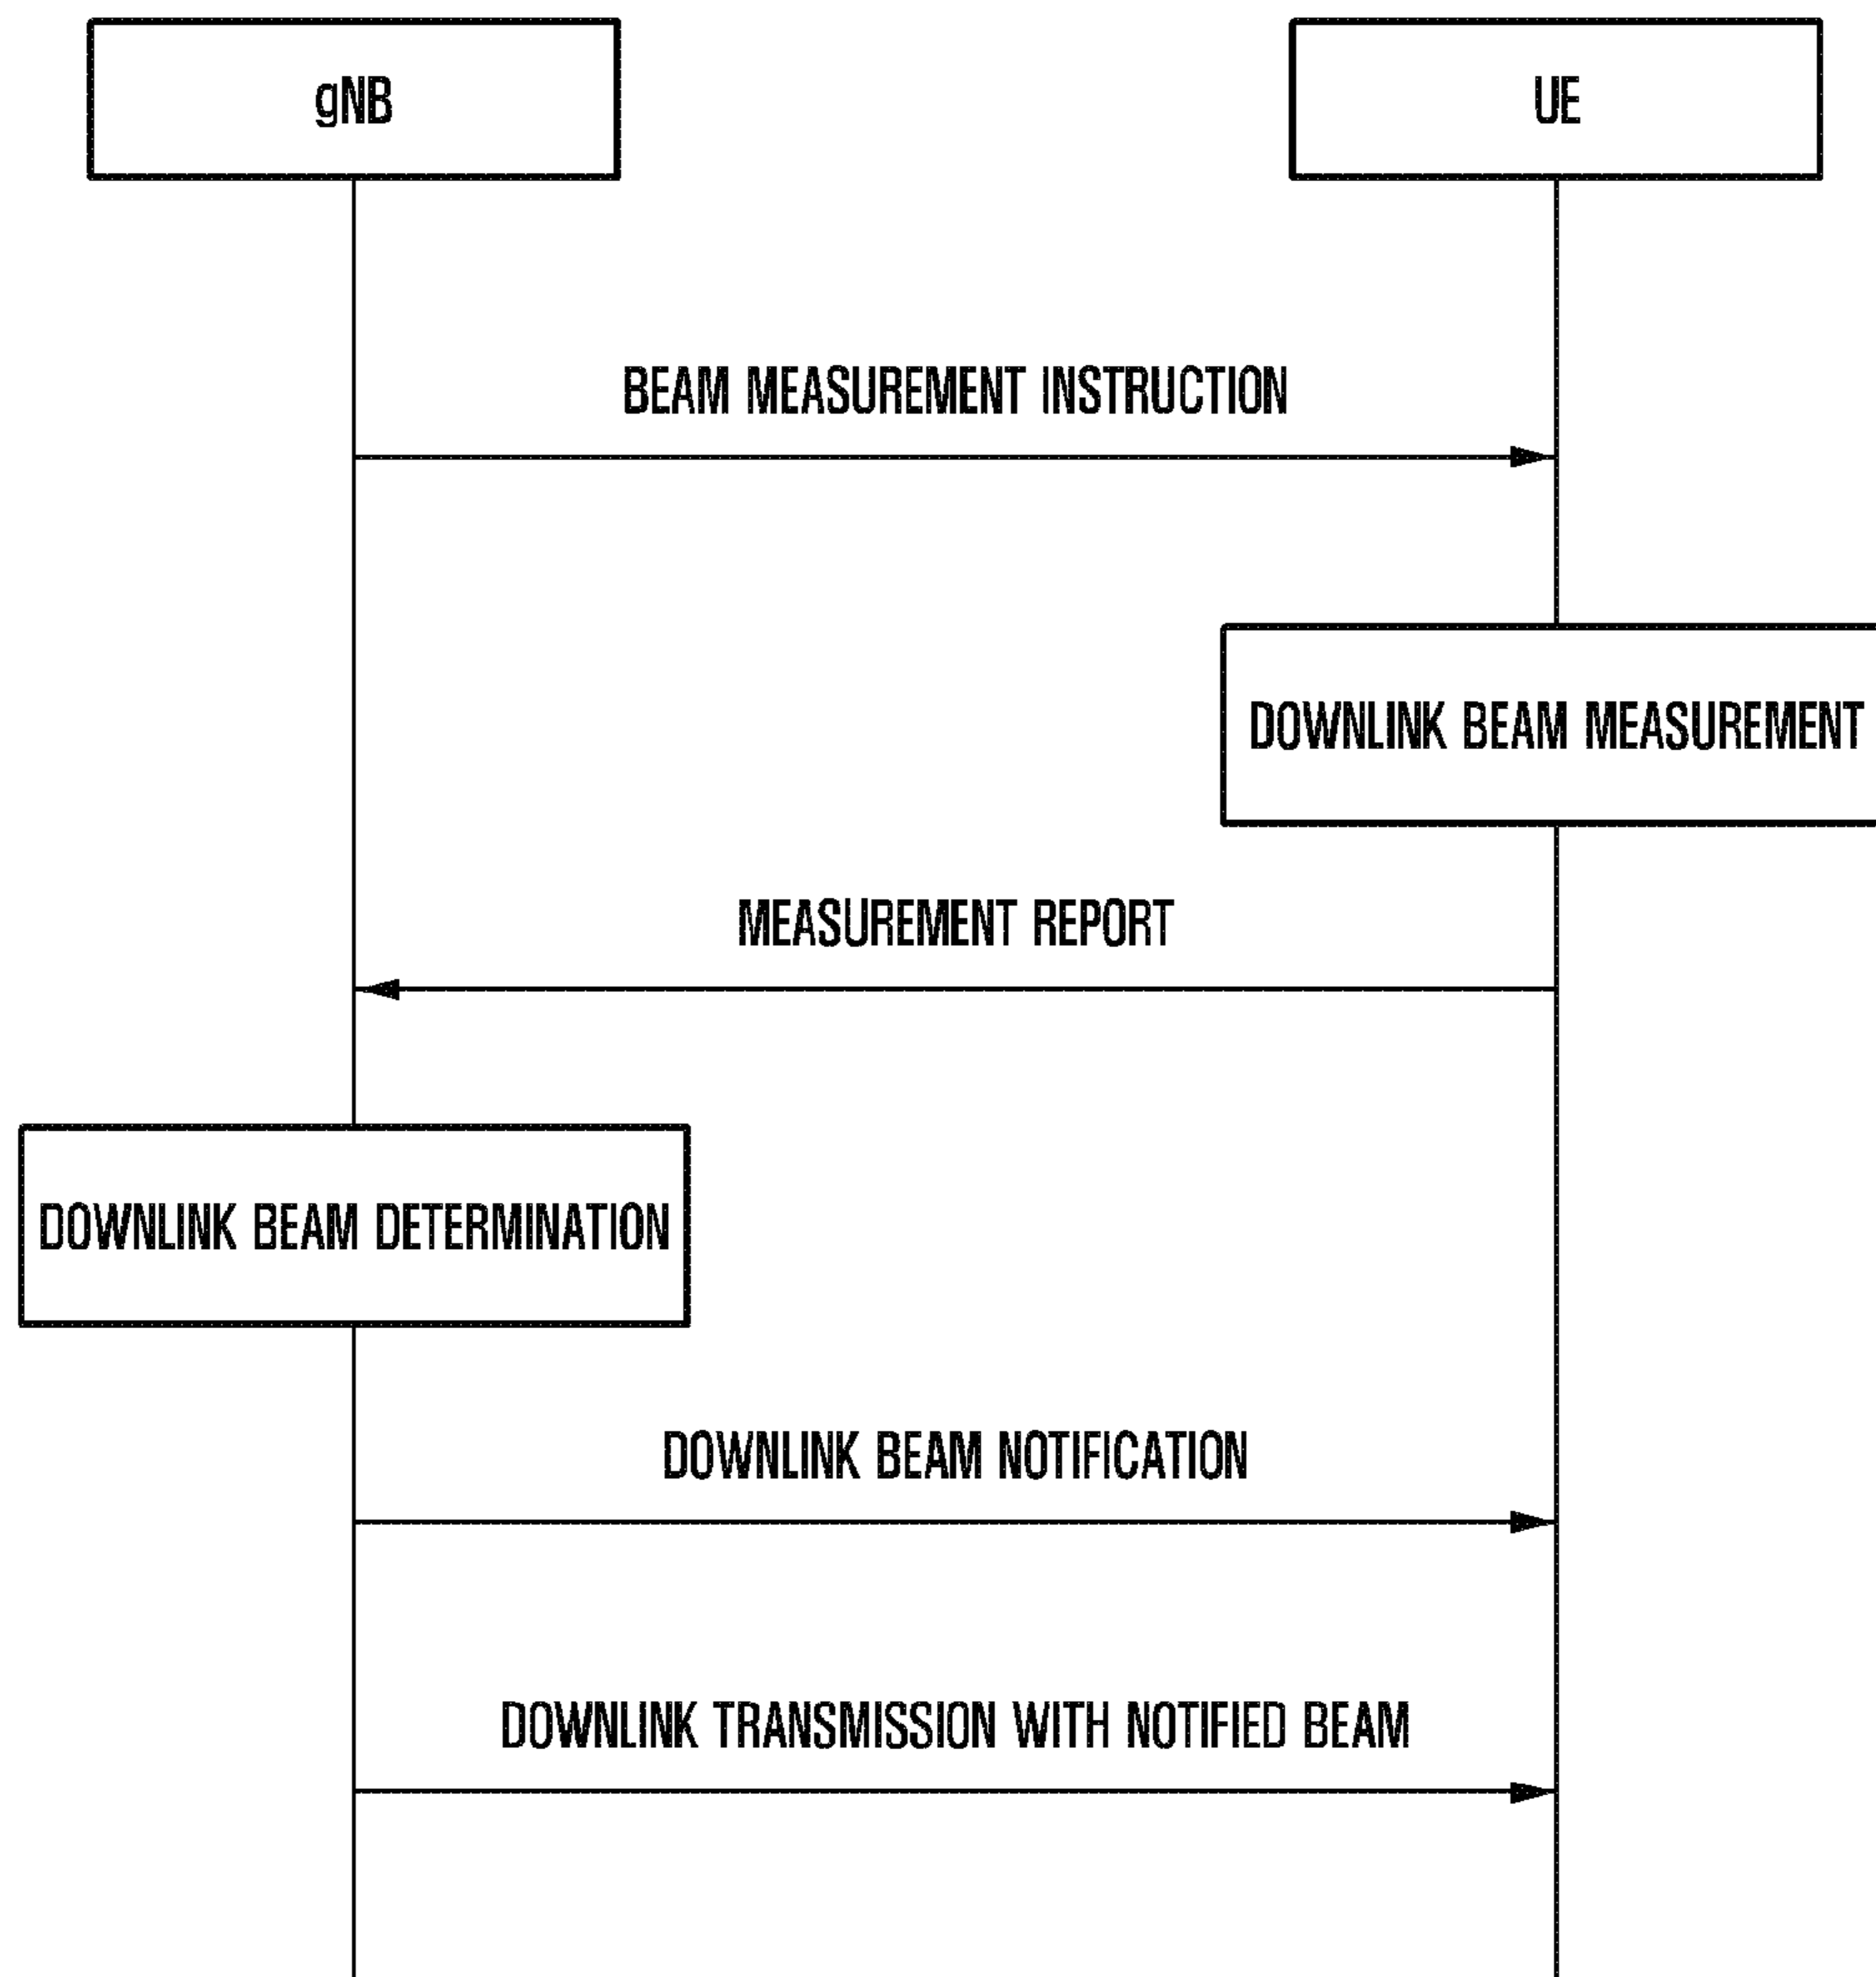 gNB
UE
BEAM MEASUREMENT INSTRUCTION
DOWNLINK BEAM MEASUREMENT
MEASUREMENT REPORT
DOWNLINK BEAM DETERMINATION
DOWNLINK BEAM NOTIFICATION
DOWNLINK TRANSMISSION WITH NOTIFIED BEAM